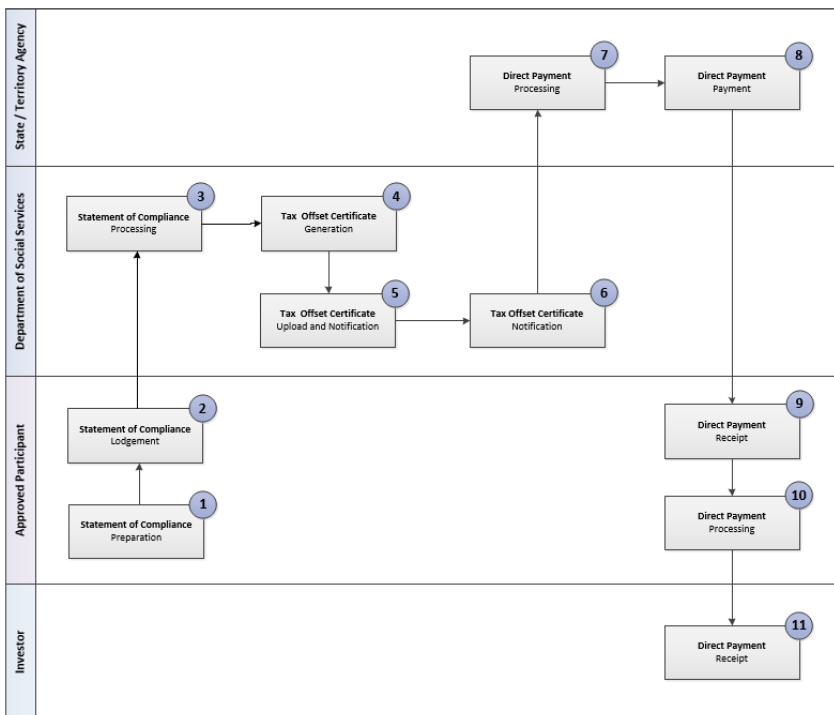 State / Territory Agency
7
Direct Payment
Processing
8
Direct Payment
Payment
Department of Social Services
3
Statement of Compliance
Processing
4
Tax Offset Certificate
Generation
5
Tax Offset Certificate
Upload and Notification
6
Tax Offset Certificate
Notification
Approved Participant
2
Statement of Compliance
Lodgement
1
Statement of Compliance
Preparation
9
Direct Payment
Receipt
10
Direct Payment
Processing
Investor
11
Direct Payment
Receipt